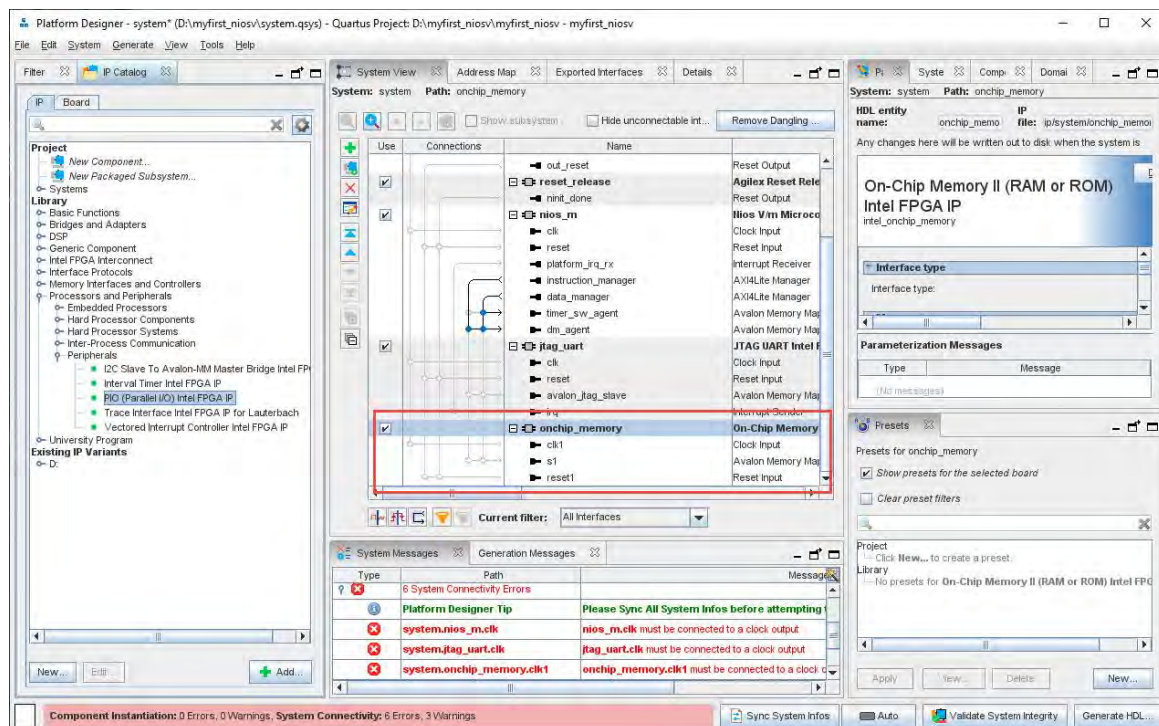 Platform Designer - system* (D:\myfirst_niosv\system.qsys) - Quartus Project: D:\myfirst_niosv\myfirst_niosv - myfirst_niosv
File Edit System Generate View Tools Help
Filter IP Catalog
IP Board
Project
New Component...
New Packaged Subsystem...
Systems
Library
Basic Functions
Bridges and Adapters
DSP
Generic Component
Intel FPGA Interconnect
Interface Protocols
Memory Interfaces and Controllers
Processors and Peripherals
Embedded Processors
Hard Processor Components
Hard Processor Systems
Inter-Process Communication
Peripherals
I2C Slave To Avalon-MM Master Bridge Intel FP
Interval Timer Intel FPGA IP
PIO (Parallel I/O) Intel FPGA IP
Trace Interface Intel FPGA IP for Lauterbach
Vectored Interrupt Controller Intel FPGA IP
University Program
Existing IP Variants
D:
New... Edit... Add...
System View Address Map Exported Interfaces Details
System: system Path: onchip_memory
Show subsystem Hide unconnectable int... Remove Dangling ...
Use Connections Name
out_reset Reset Output
reset_release Agilex Reset Rele
ninit_done Reset Output
nios_m Nios V/m Microco
clk Clock Input
reset Reset Input
platform_irq_rx Interrupt Receiver
instruction_manager AXI4Lite Manager
data_manager AXI4Lite Manager
timer_sw_agent Avalon Memory Map
dm_agent Avalon Memory Map
jtag_uart JTAG UART Intel F
clk Clock Input
reset Reset Input
avalon_jtag_slave Avalon Memory Map
irq Interrupt Sender
onchip_memory On-Chip Memory
clk1 Clock Input
s1 Avalon Memory Map
reset1 Reset Input
Current filter: All Interfaces
System Messages Generation Messages
Type Path Message
6 System Connectivity Errors
Platform Designer Tip Please Sync All System Infos before attempting
system.nios_m.clk nios_m.clk must be connected to a clock output
system.jtag_uart.clk jtag_uart.clk must be connected to a clock output
system.onchip_memory.clk1 onchip_memory.clk1 must be connected to a clock o
Syste Comp Domai
System: system Path: onchip_memory
HDL entity name: onchip_memo IP file: ip/system/onchip_memor
Any changes here will be written out to disk when the system is
On-Chip Memory II (RAM or ROM)
Intel FPGA IP
intel_onchip_memory
Interface type
Interface type:
Parameterization Messages
Type Message
(No messages)
Presets
Presets for onchip_memory
Show presets for the selected board
Clear preset filters
Project
Click New... to create a preset.
Library
No presets for On-Chip Memory II (RAM or ROM) Intel FPG
Apply View... Delete New...
Component Instantiation: 0 Errors, 0 Warnings, System Connectivity: 6 Errors, 3 Warnings
Sync System Infos Auto Validate System Integrity Generate HDL...